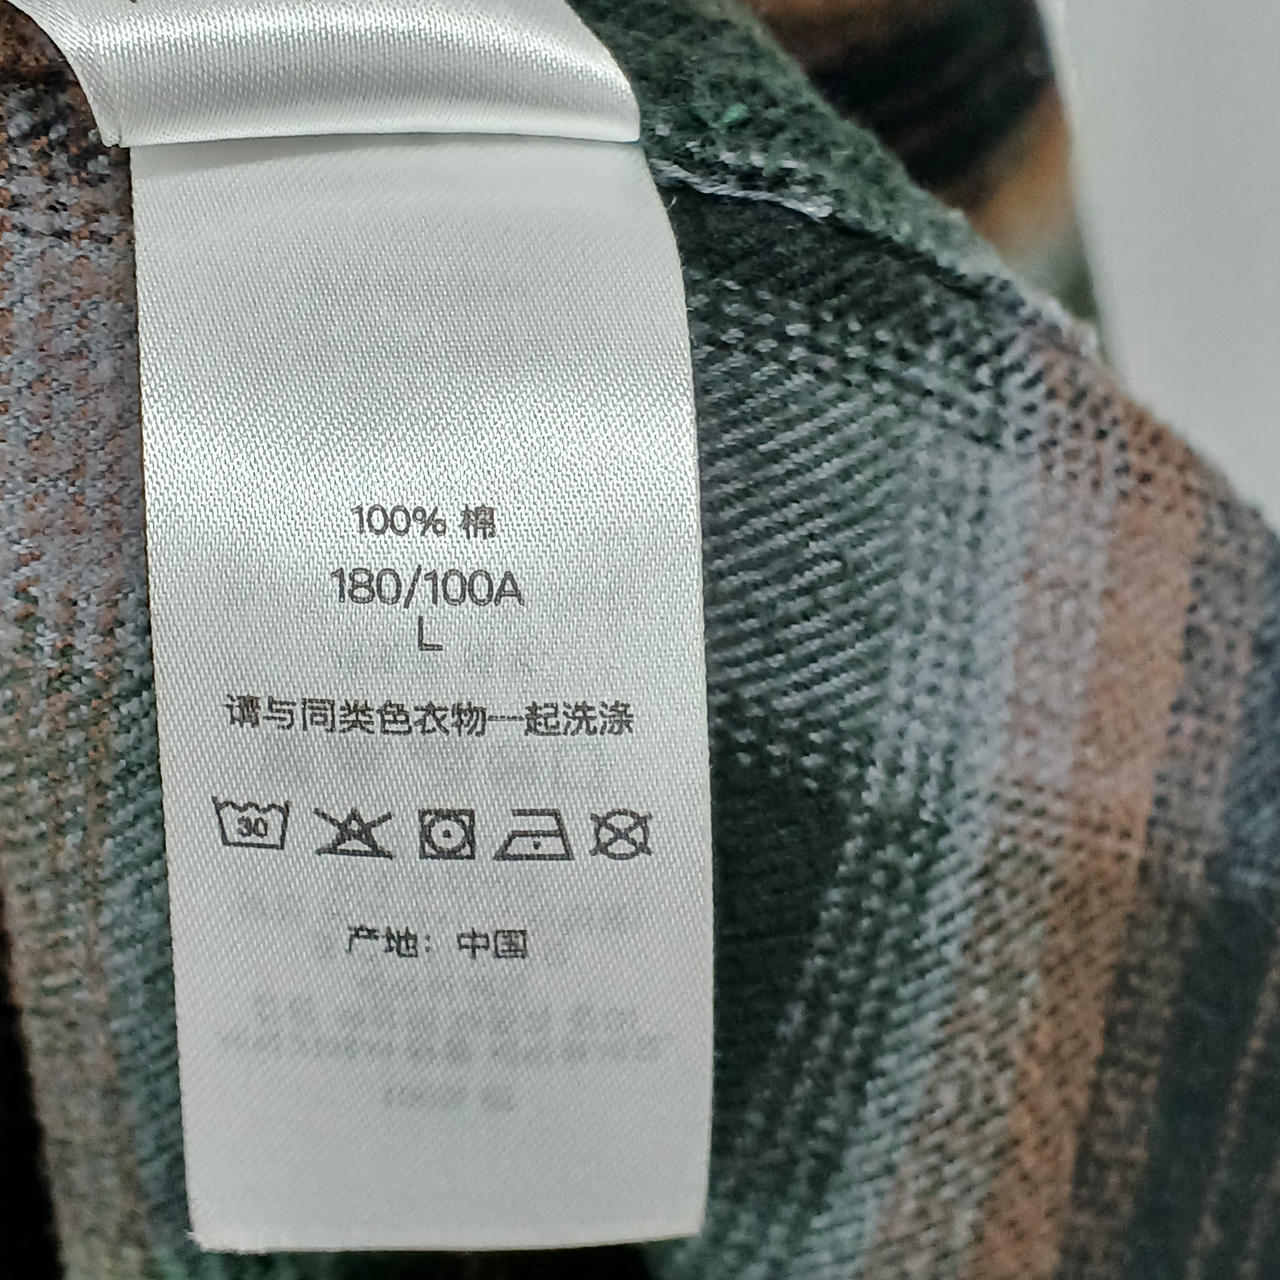 100% 棉
180/100A
L
请与同类色衣物一起洗涤
30
产地：中国